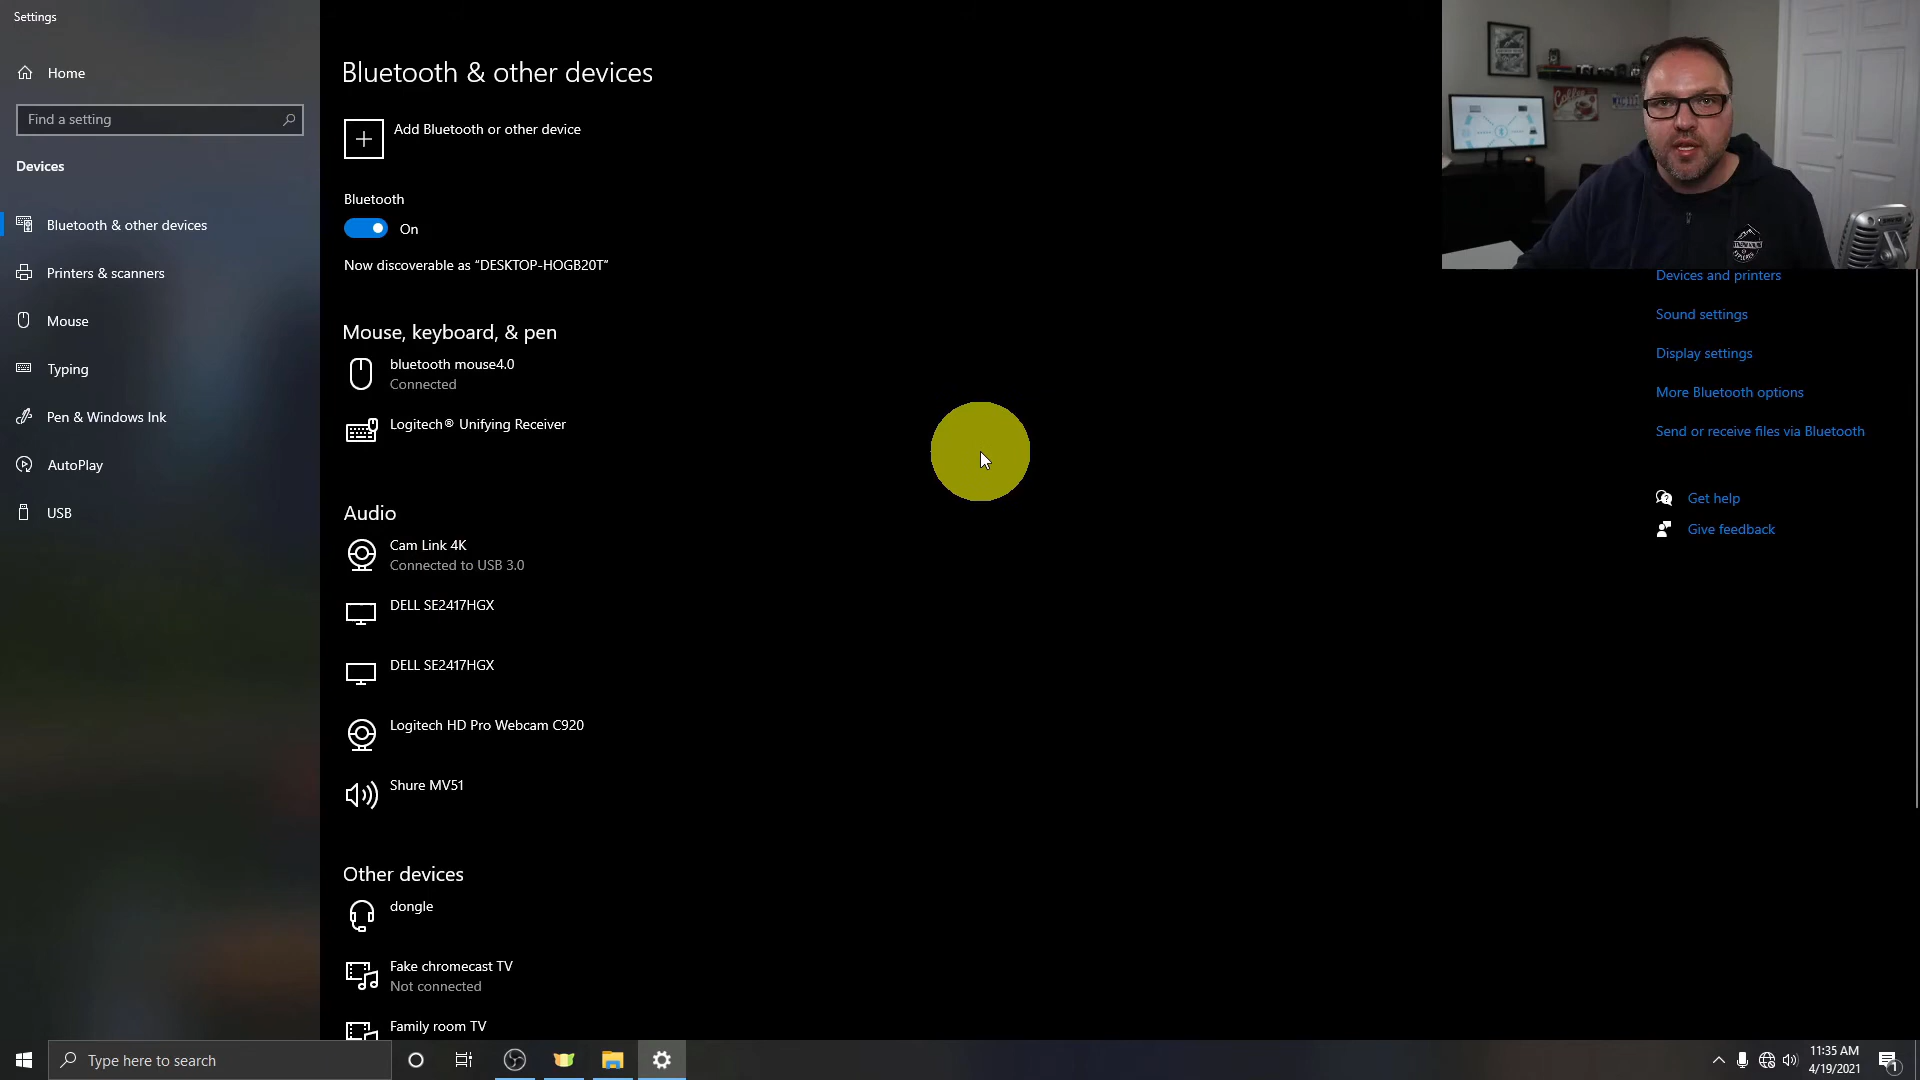 Settings
Home
Find a setting
Devices
Bluetooth & other devices
Printers & scanners
Mouse
Typing
Pen & Windows Ink
AutoPlay
USB
Bluetooth & other devices
Add Bluetooth or other device
Bluetooth
On
Now discoverable as “DESKTOP-HOGB20T”
Mouse, keyboard, & pen
bluetooth mouse4.0
Connected
Logitech® Unifying Receiver
Audio
Cam Link 4K
Connected to USB 3.0
DELL SE2417HGX
DELL SE2417HGX
Logitech HD Pro Webcam C920
Shure MV51
Other devices
dongle
Fake chromecast TV
Not connected
Family room TV
Coffee
Devices and printers
Sound settings
Display settings
More Bluetooth options
Send or receive files via Bluetooth
Get help
Give feedback
Type here to search
11:35 AM
4/19/2021
1